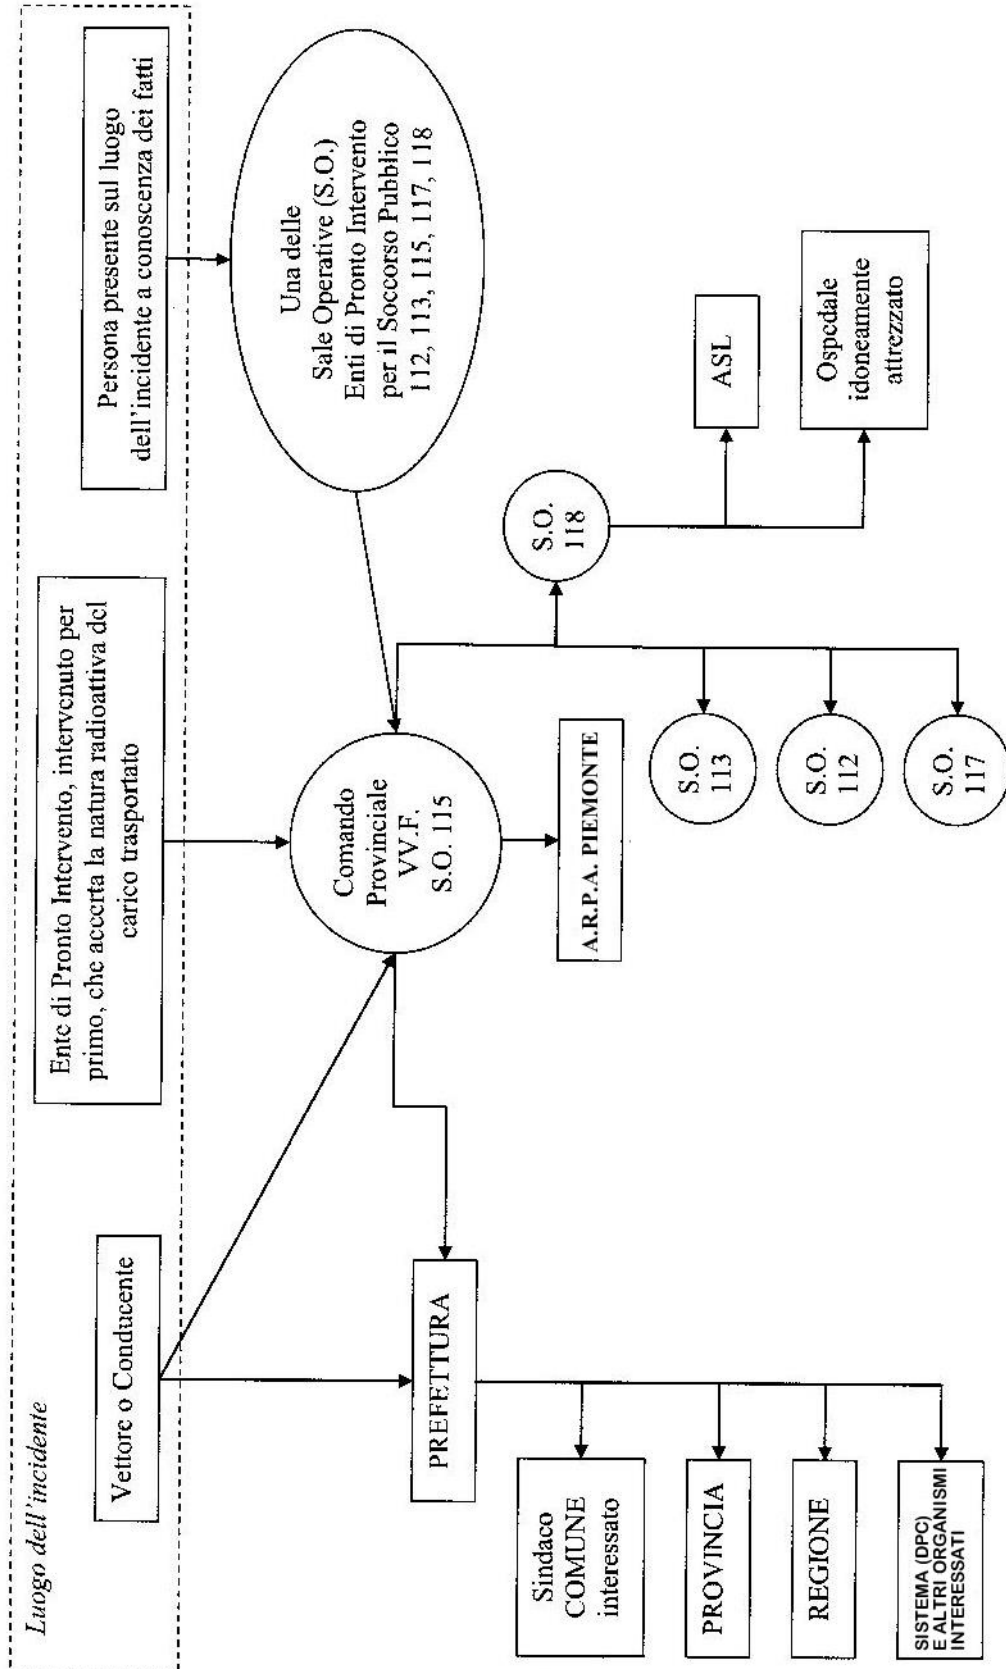 Luogo dell'incidente
Vettore o Conducente
Ente di Pronto Intervento, intervenuto per
primo, che accerta la natura radioattiva del
carico trasportato
Persona presente sul luogo
dell'incidente a conoscenza dei fatti
Una delle
Sale Operative (S.O.)
Enti di Pronto Intervento
per il Soccorso Pubblico
112, 113, 115, 117, 118
Comando
Provinciale
VV.F.
S.O. 115
PREFETTURA
A.R.P.A. PIEMONTE
S.O.
118
ASL
Ospedale
idoneamente
attrezzato
S.O.
113
S.O.
112
S.O.
117
Sindaco
COMUNE
interessato
PROVINCIA
REGIONE
SISTEMA (DPC)
E ALTRI ORGANISMI
INTERESSATI